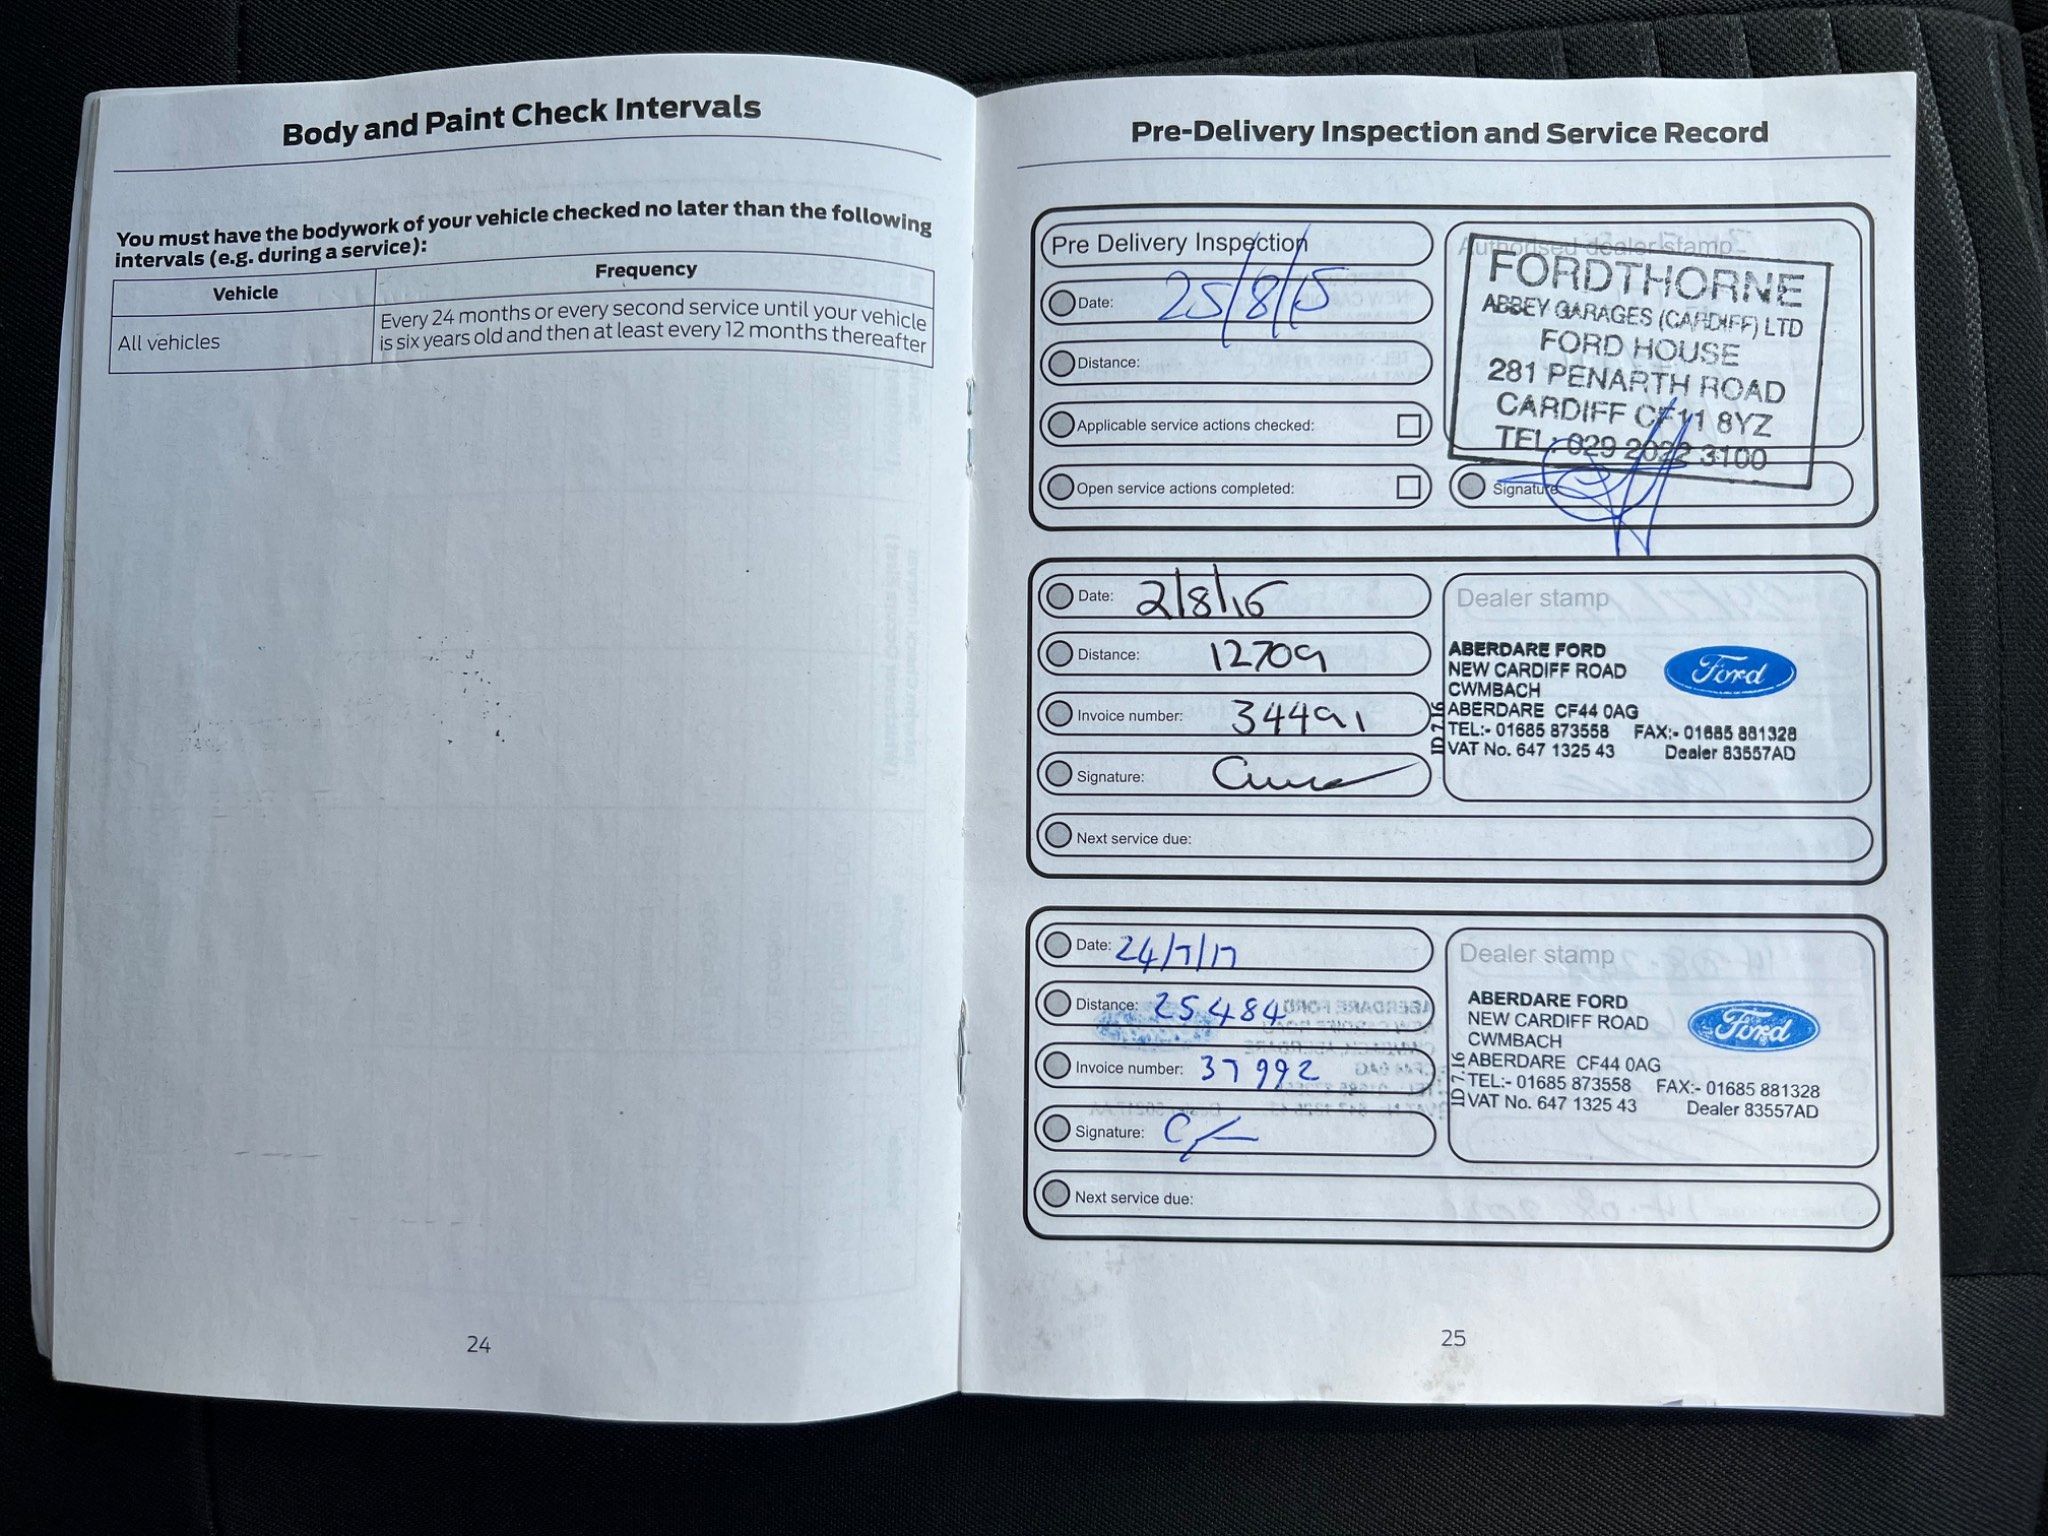 Body and Paint Check Intervals
You must have the bodywork of your vehicle checked no later than the following
intervals (e.g. during a service):
Vehicle
Frequency
All vehicles
Every 24 months or every second service until your vehicle
is six years old and then at least every 12 months thereafter
24
Pre-Delivery Inspection and Service Record
Pre Delivery Inspection
Date: 25/8/15
Distance:
Applicable service actions checked:
Open service actions completed:
Authorised dealer stamp
FORDTHORNE
ABBEY GARAGES (CARDIFF) LTD
FORD HOUSE
281 PENARTH ROAD
CARDIFF CF11 8YZ
TEL: 029 2022 3100
Signature
Date: 2/8/16
Distance: 12709
Invoice number: 34491
Signature:
Next service due:
Dealer stamp
ABERDARE FORD
NEW CARDIFF ROAD
CWMBACH
ABERDARE CF44 0AG
TEL:- 01685 873558 FAX:- 01685 881328
VAT No. 647 1325 43 Dealer 83557AD
ID 7.16
Ford
Date: 24/7/17
Distance: 25484
Invoice number: 37992
Signature:
Next service due:
Dealer stamp
ABERDARE FORD
NEW CARDIFF ROAD
CWMBACH
ABERDARE CF44 0AG
TEL:- 01685 873558 FAX:- 01685 881328
VAT No. 647 1325 43 Dealer 83557AD
ID 7.16
Ford
25